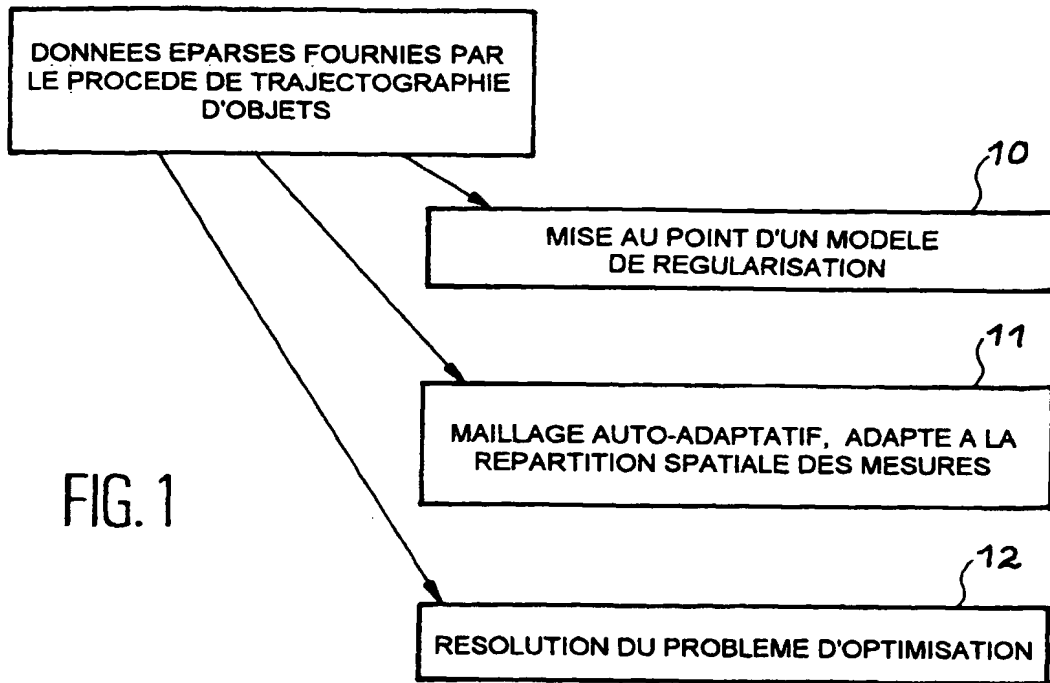 DONNEES EPARSES FOURNIES PAR
LE PROCEDE DE TRAJECTOGRAPHIE
D'OBJETS
10
MISE AU POINT D'UN MODELE
DE REGULARISATION
11
MAILLAGE AUTO-ADAPTATIF, ADAPTE A LA
REPARTITION SPATIALE DES MESURES
FIG. 1
12
RESOLUTION DU PROBLEME D'OPTIMISATION